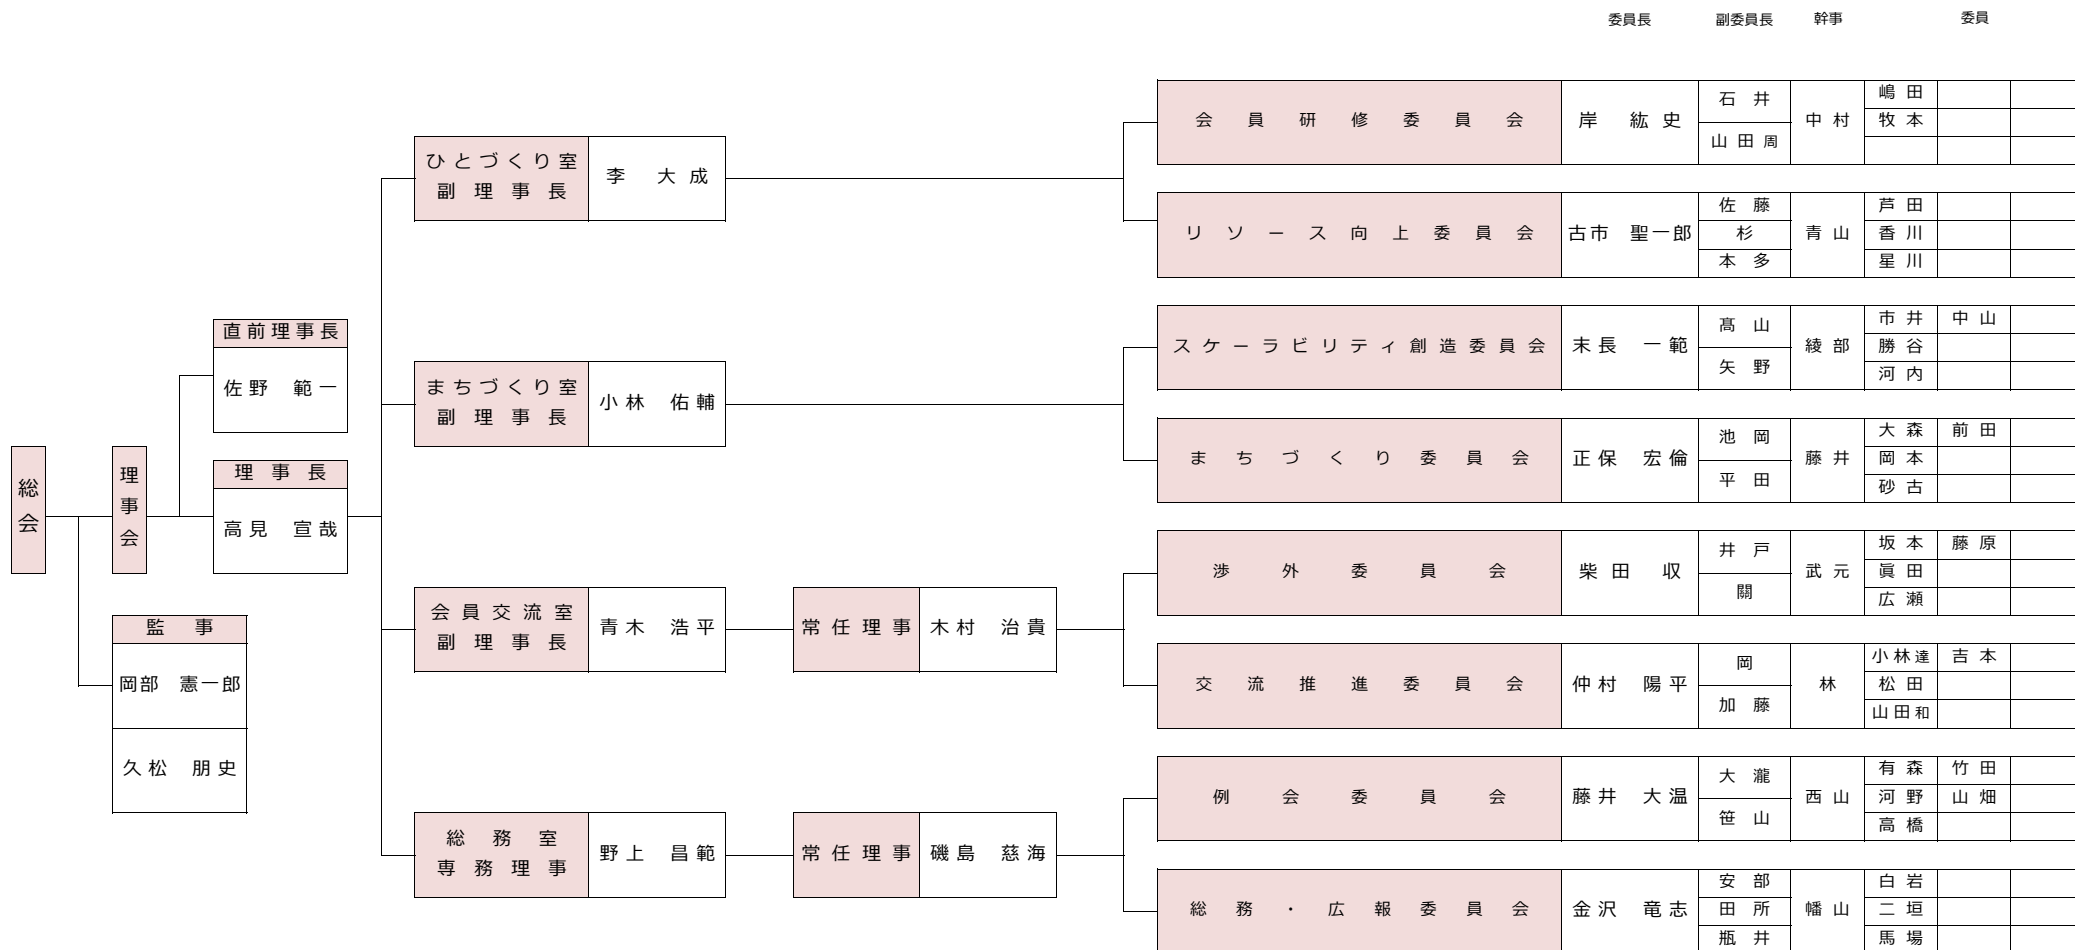 委員長 副委員長 幹事 委員
会員研修委員会 岸 紘史 石井 山田周 中村 嶋田 牧本
ひとづくり室 副理事長 李 大成
リソース向上委員会 古市 聖一郎 佐藤 杉 本多 青山 芦田 香川 星川
スケーラビリティ創造委員会 末長 一範 髙山 矢野 綾部 市井 中山 勝谷 河内
直前理事長
佐野 範一
まちづくり室 副理事長 小林 佑輔
まちづくり委員会 正保 宏倫 池岡 平田 藤井 大森 前田 岡本 砂古
総会
理事会
理事長
高見 宣哉
渉外委員会 柴田 収 井戸 關 武元 坂本 藤原 眞田 広瀬
会員交流室 副理事長 青木 浩平 常任理事 木村 治貴
監事
岡部 憲一郎
久松 朋史
交流推進委員会 仲村 陽平 岡 加藤 林 小林達 吉本 松田 山田和
例会委員会 藤井 大温 大瀧 笹山 西山 有森 竹田 河野 山畑 高橋
総務室 専務理事 野上 昌範 常任理事 磯島 慈海
総務・広報委員会 金沢 竜志 安部 田所 瓶井 幡山 白岩 二垣 馬場